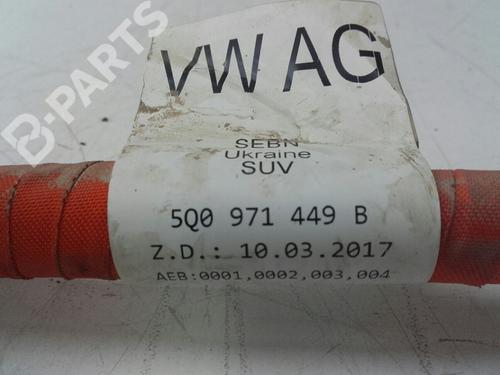 B-PARTS
VW AG
SEBN
Ukraine
SUV
5Q0 971 449 B
Z.D.: 10.03.2017
AEB:0001,0002,003,004